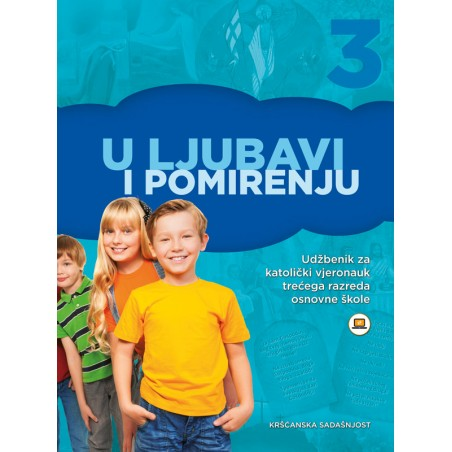 3
U LJUBAVI
I POMIRENJU
Udžbenik za
katolički vjeronauk
trećega razreda
osnovne škole
KRŠĆANSKA SADAŠNJOST